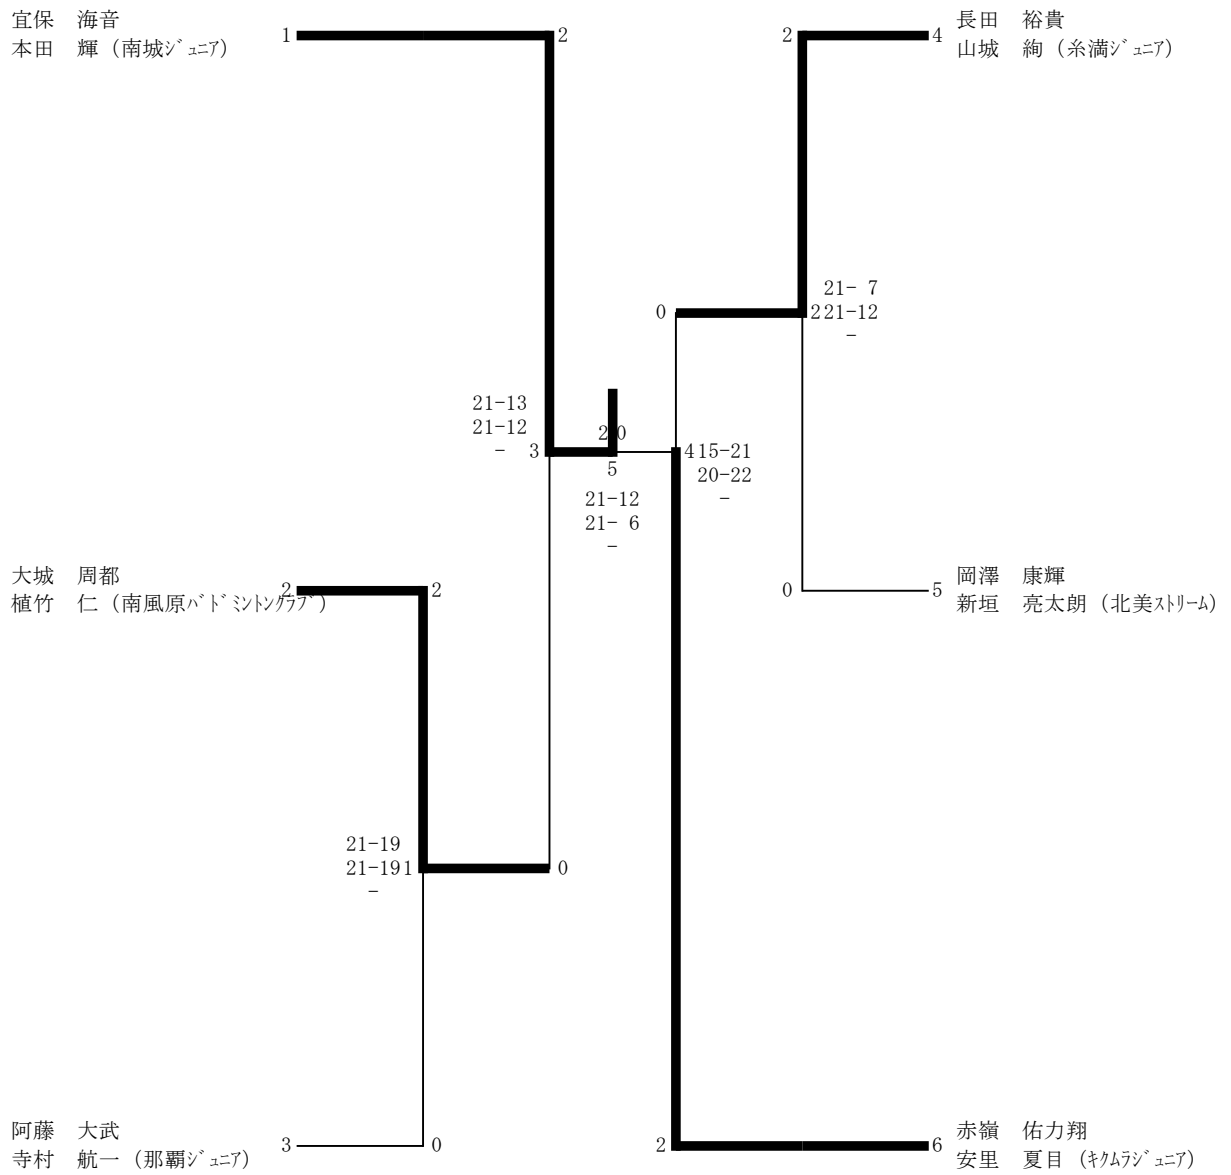 宜保　海音
本田　輝（南城ｼﾞｭﾆｱ）
1
2
2
4
長田　裕貴
山城　絢（糸満ｼﾞｭﾆｱ）
21- 7
0
2 21-12
-
21-13
21-12
-
3
2 0
5
21-12
21- 6
-
4 15-21
20-22
-
大城　周都
植竹　仁（南風原ﾊﾞﾄﾞﾐﾝﾄﾝｸﾗﾌﾞ）
2
2
0
5
岡澤　康輝
新垣　亮太朗（北美ｽﾄﾘｰﾑ）
21-19
21-19 1
-
0
阿藤　大武
寺村　航一（那覇ｼﾞｭﾆｱ）
3
0
2
6
赤嶺　佑力翔
安里　夏目（ｷｸﾑﾗｼﾞｭﾆｱ）